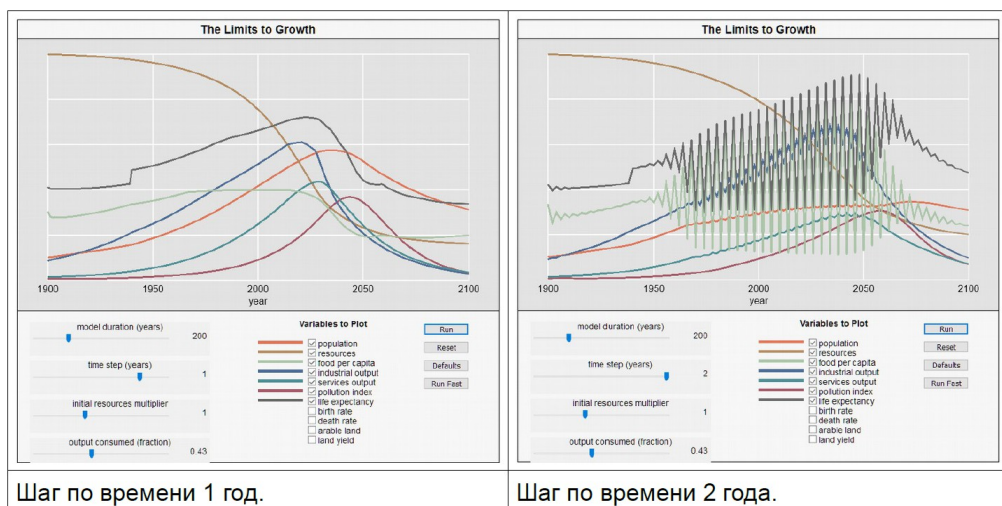 The Limits to Growth
1900 1950 2000 2050 2100
year
model duration (years)
200
time step (years)
1
initial resources multiplier
1
output consumed (fraction)
0.43
Variables to Plot
population
resources
food per capita
industrial output
services output
pollution index
life expectancy
birth rate
death rate
arable land
land yield
Run
Reset
Defaults
Run Fast
Шаг по времени 1 год.
The Limits to Growth
1900 1950 2000 2050 2100
year
model duration (years)
200
time step (years)
2
initial resources multiplier
1
output consumed (fraction)
0.43
Variables to Plot
population
resources
food per capita
industrial output
services output
pollution index
life expectancy
birth rate
death rate
arable land
land yield
Run
Reset
Defaults
Run Fast
Шаг по времени 2 года.